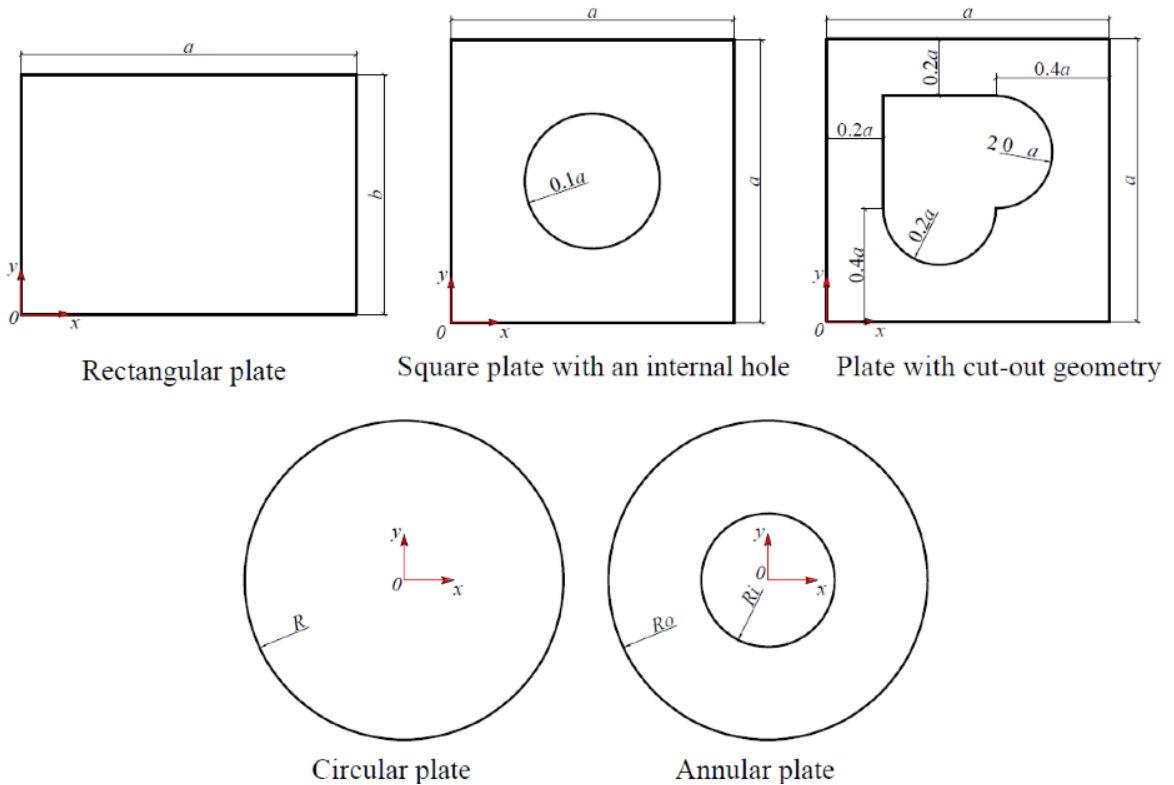 a
b
y
0
x
Rectangular plate
a
a
0.1a
y
0
x
Square plate with an internal hole
a
0.2a
0.4a
0.2a
2 0 a
a
0.2a
0.4a
y
0
x
Plate with cut-out geometry
y
0
x
R
Circular plate
y
0
x
Ri
Ro
Annular plate